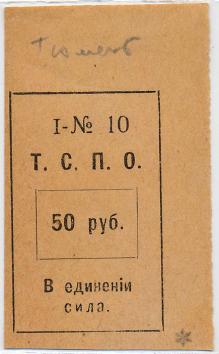 Тюмень
I-№ 10
Т. С. П. О.
50 руб.
В единеніи
сила.